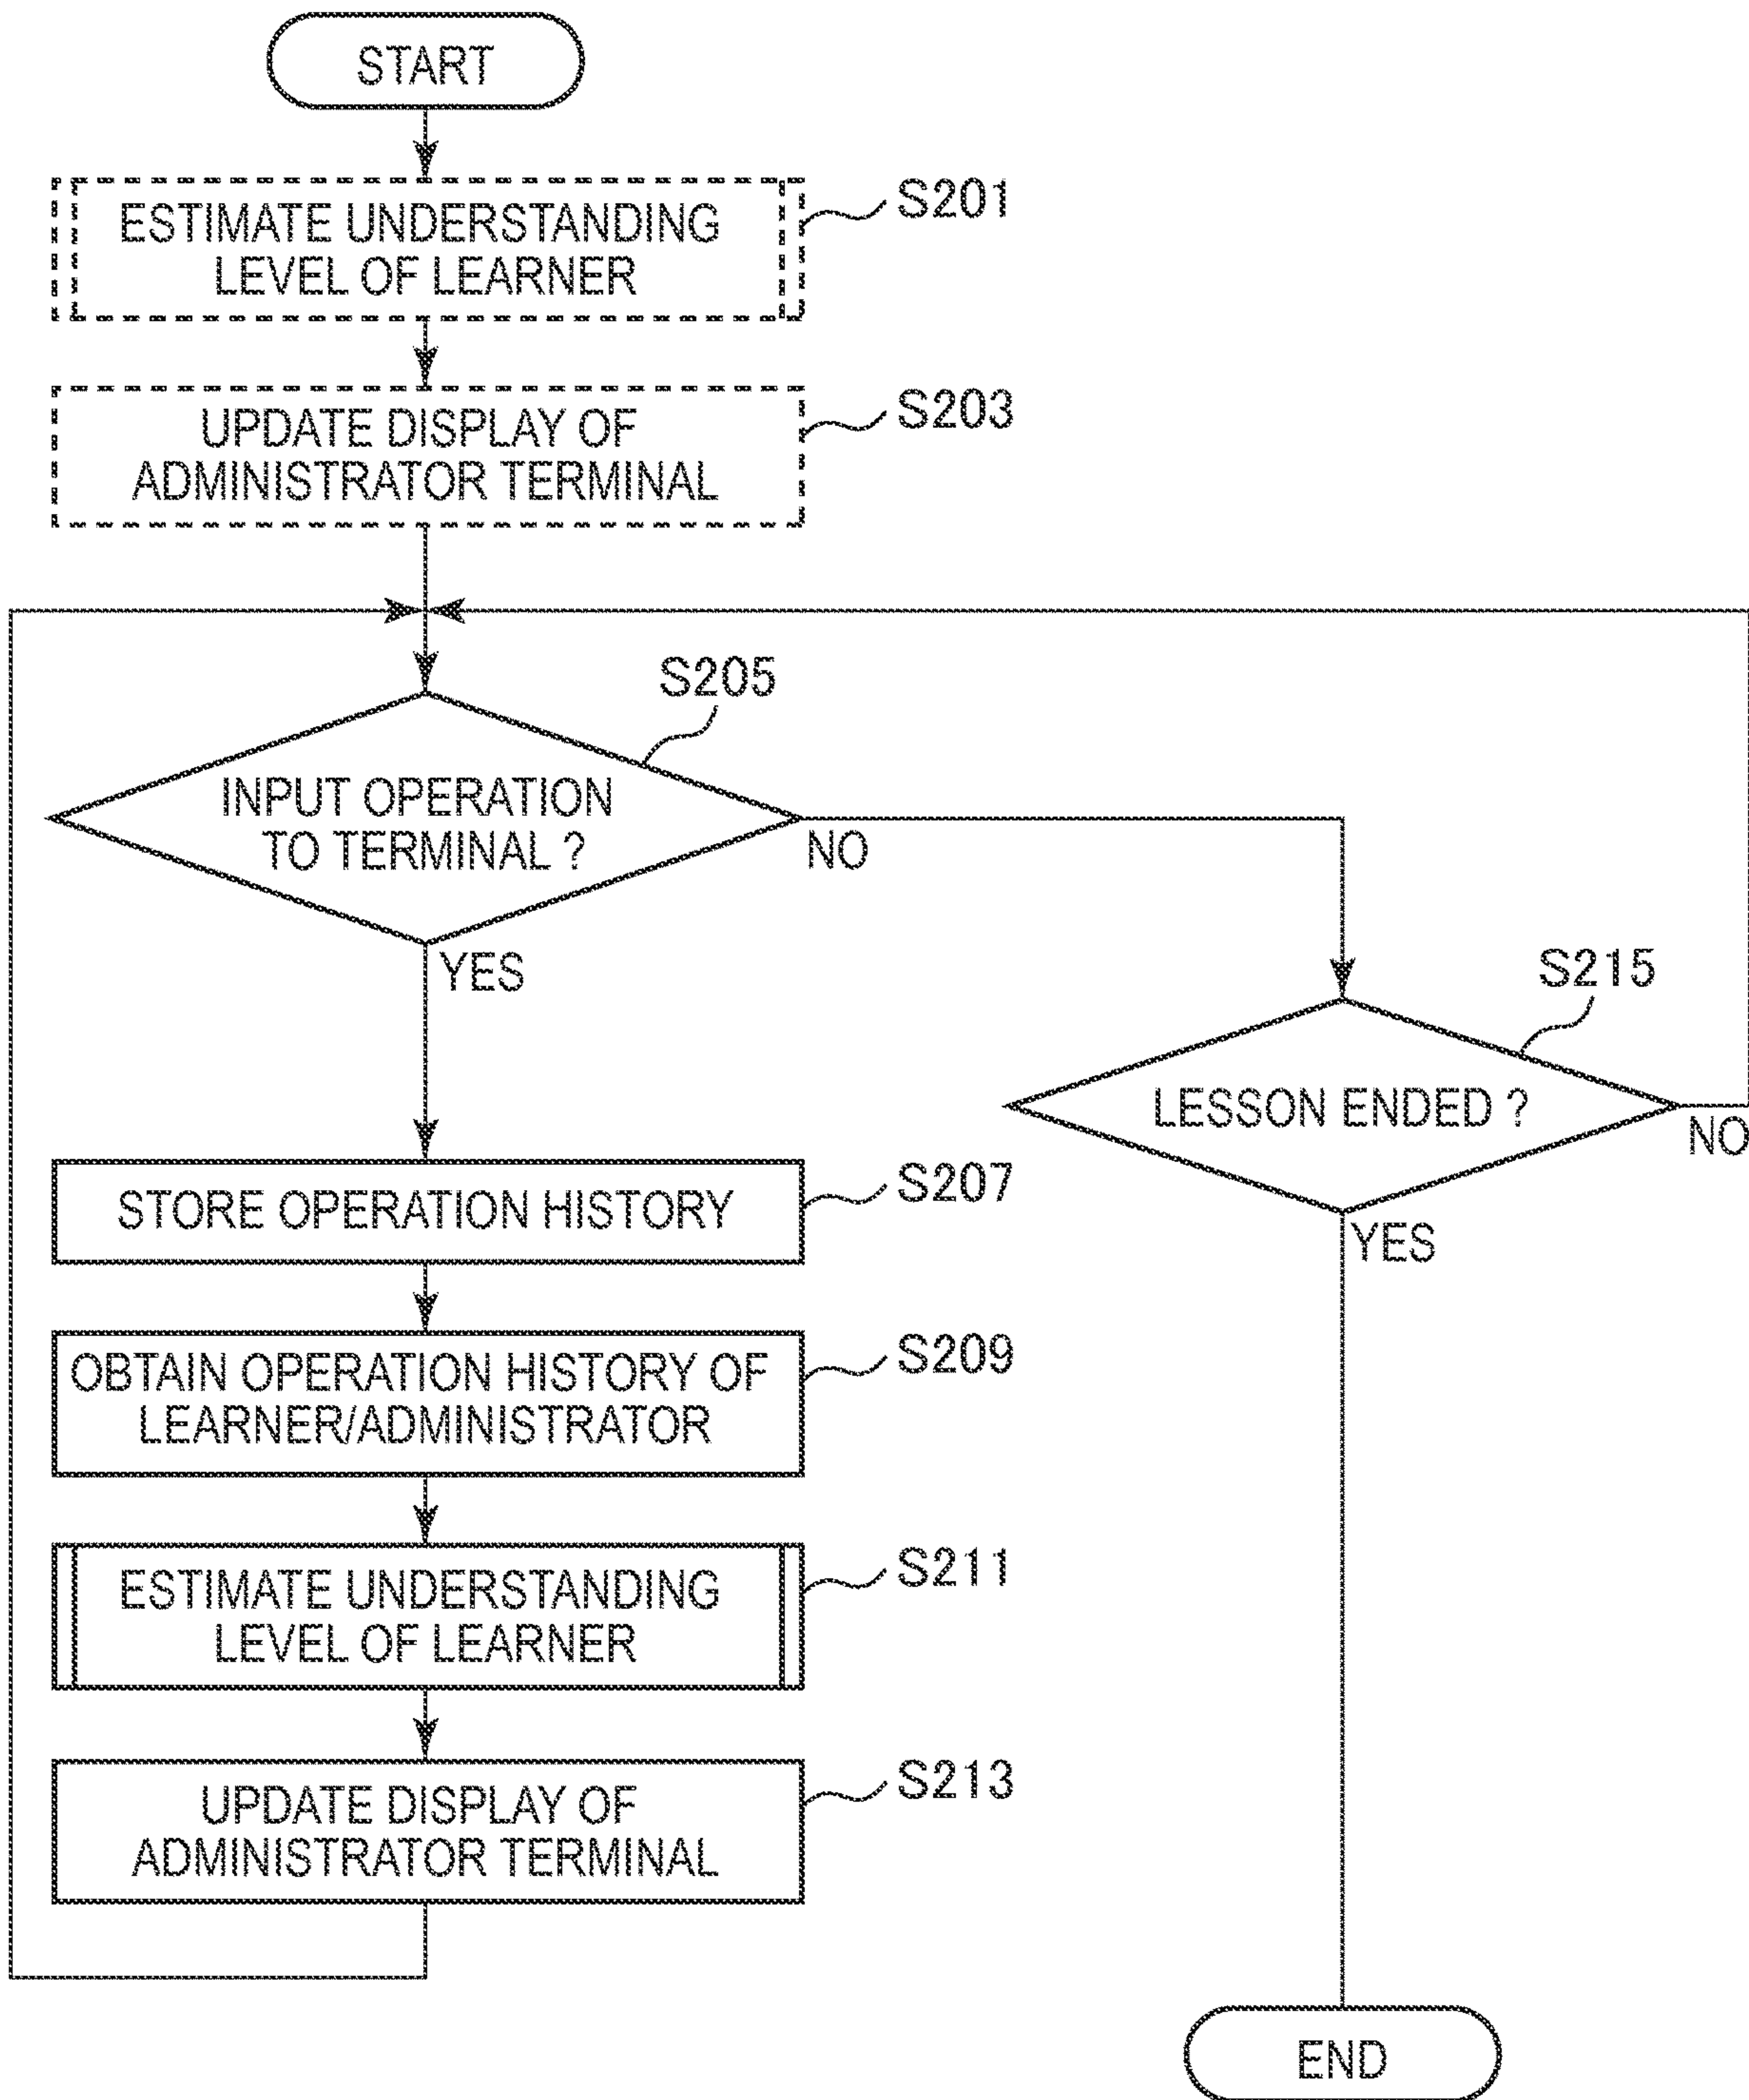 START
ESTIMATE UNDERSTANDING
LEVEL OF LEARNER
S201
UPDATE DISPLAY OF
ADMINISTRATOR TERMINAL
S203
S205
INPUT OPERATION
TO TERMINAL ?
NO
YES
S215
LESSON ENDED ?
NO
YES
STORE OPERATION HISTORY
S207
OBTAIN OPERATION HISTORY OF
LEARNER/ADMINISTRATOR
S209
ESTIMATE UNDERSTANDING
LEVEL OF LEARNER
S211
UPDATE DISPLAY OF
ADMINISTRATOR TERMINAL
S213
END